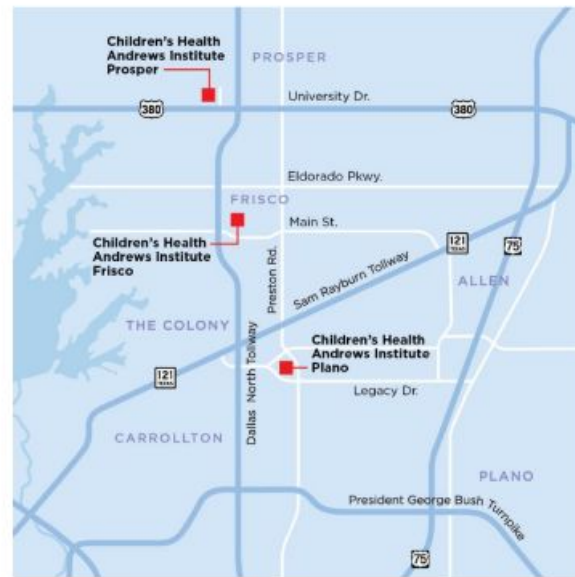 Children's Health
Andrews Institute
Prosper
PROSPER
380
University Dr.
380
Eldorado Pkwy.
FRISCO
Main St.
Children's Health
Andrews Institute
Frisco
Preston Rd.
Sam Rayburn Tollway
121
TEXAS
75
ALLEN
THE COLONY
Dallas North Tollway
Children's Health
Andrews Institute
Plano
121
TEXAS
Legacy Dr.
CARROLLTON
PLANO
President George Bush Turnpike
75